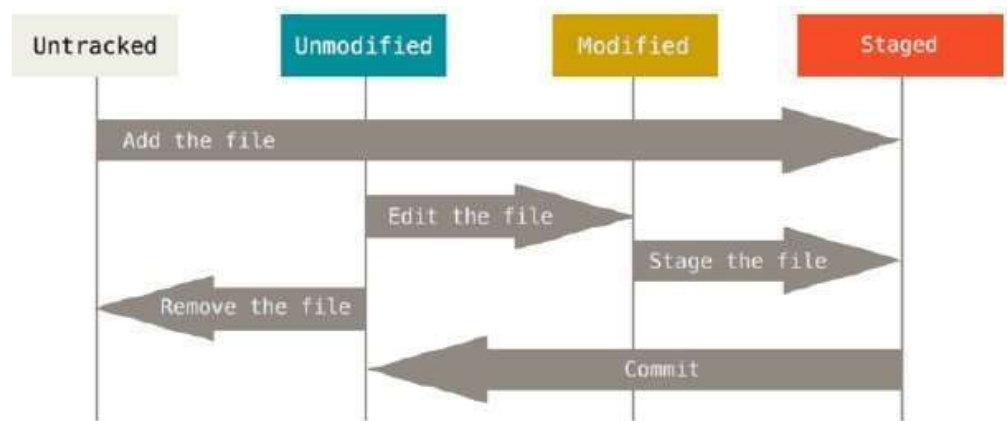 Untracked
Unmodified
Modified
Staged
Add the file
Edit the file
Stage the file
Remove the file
Commit